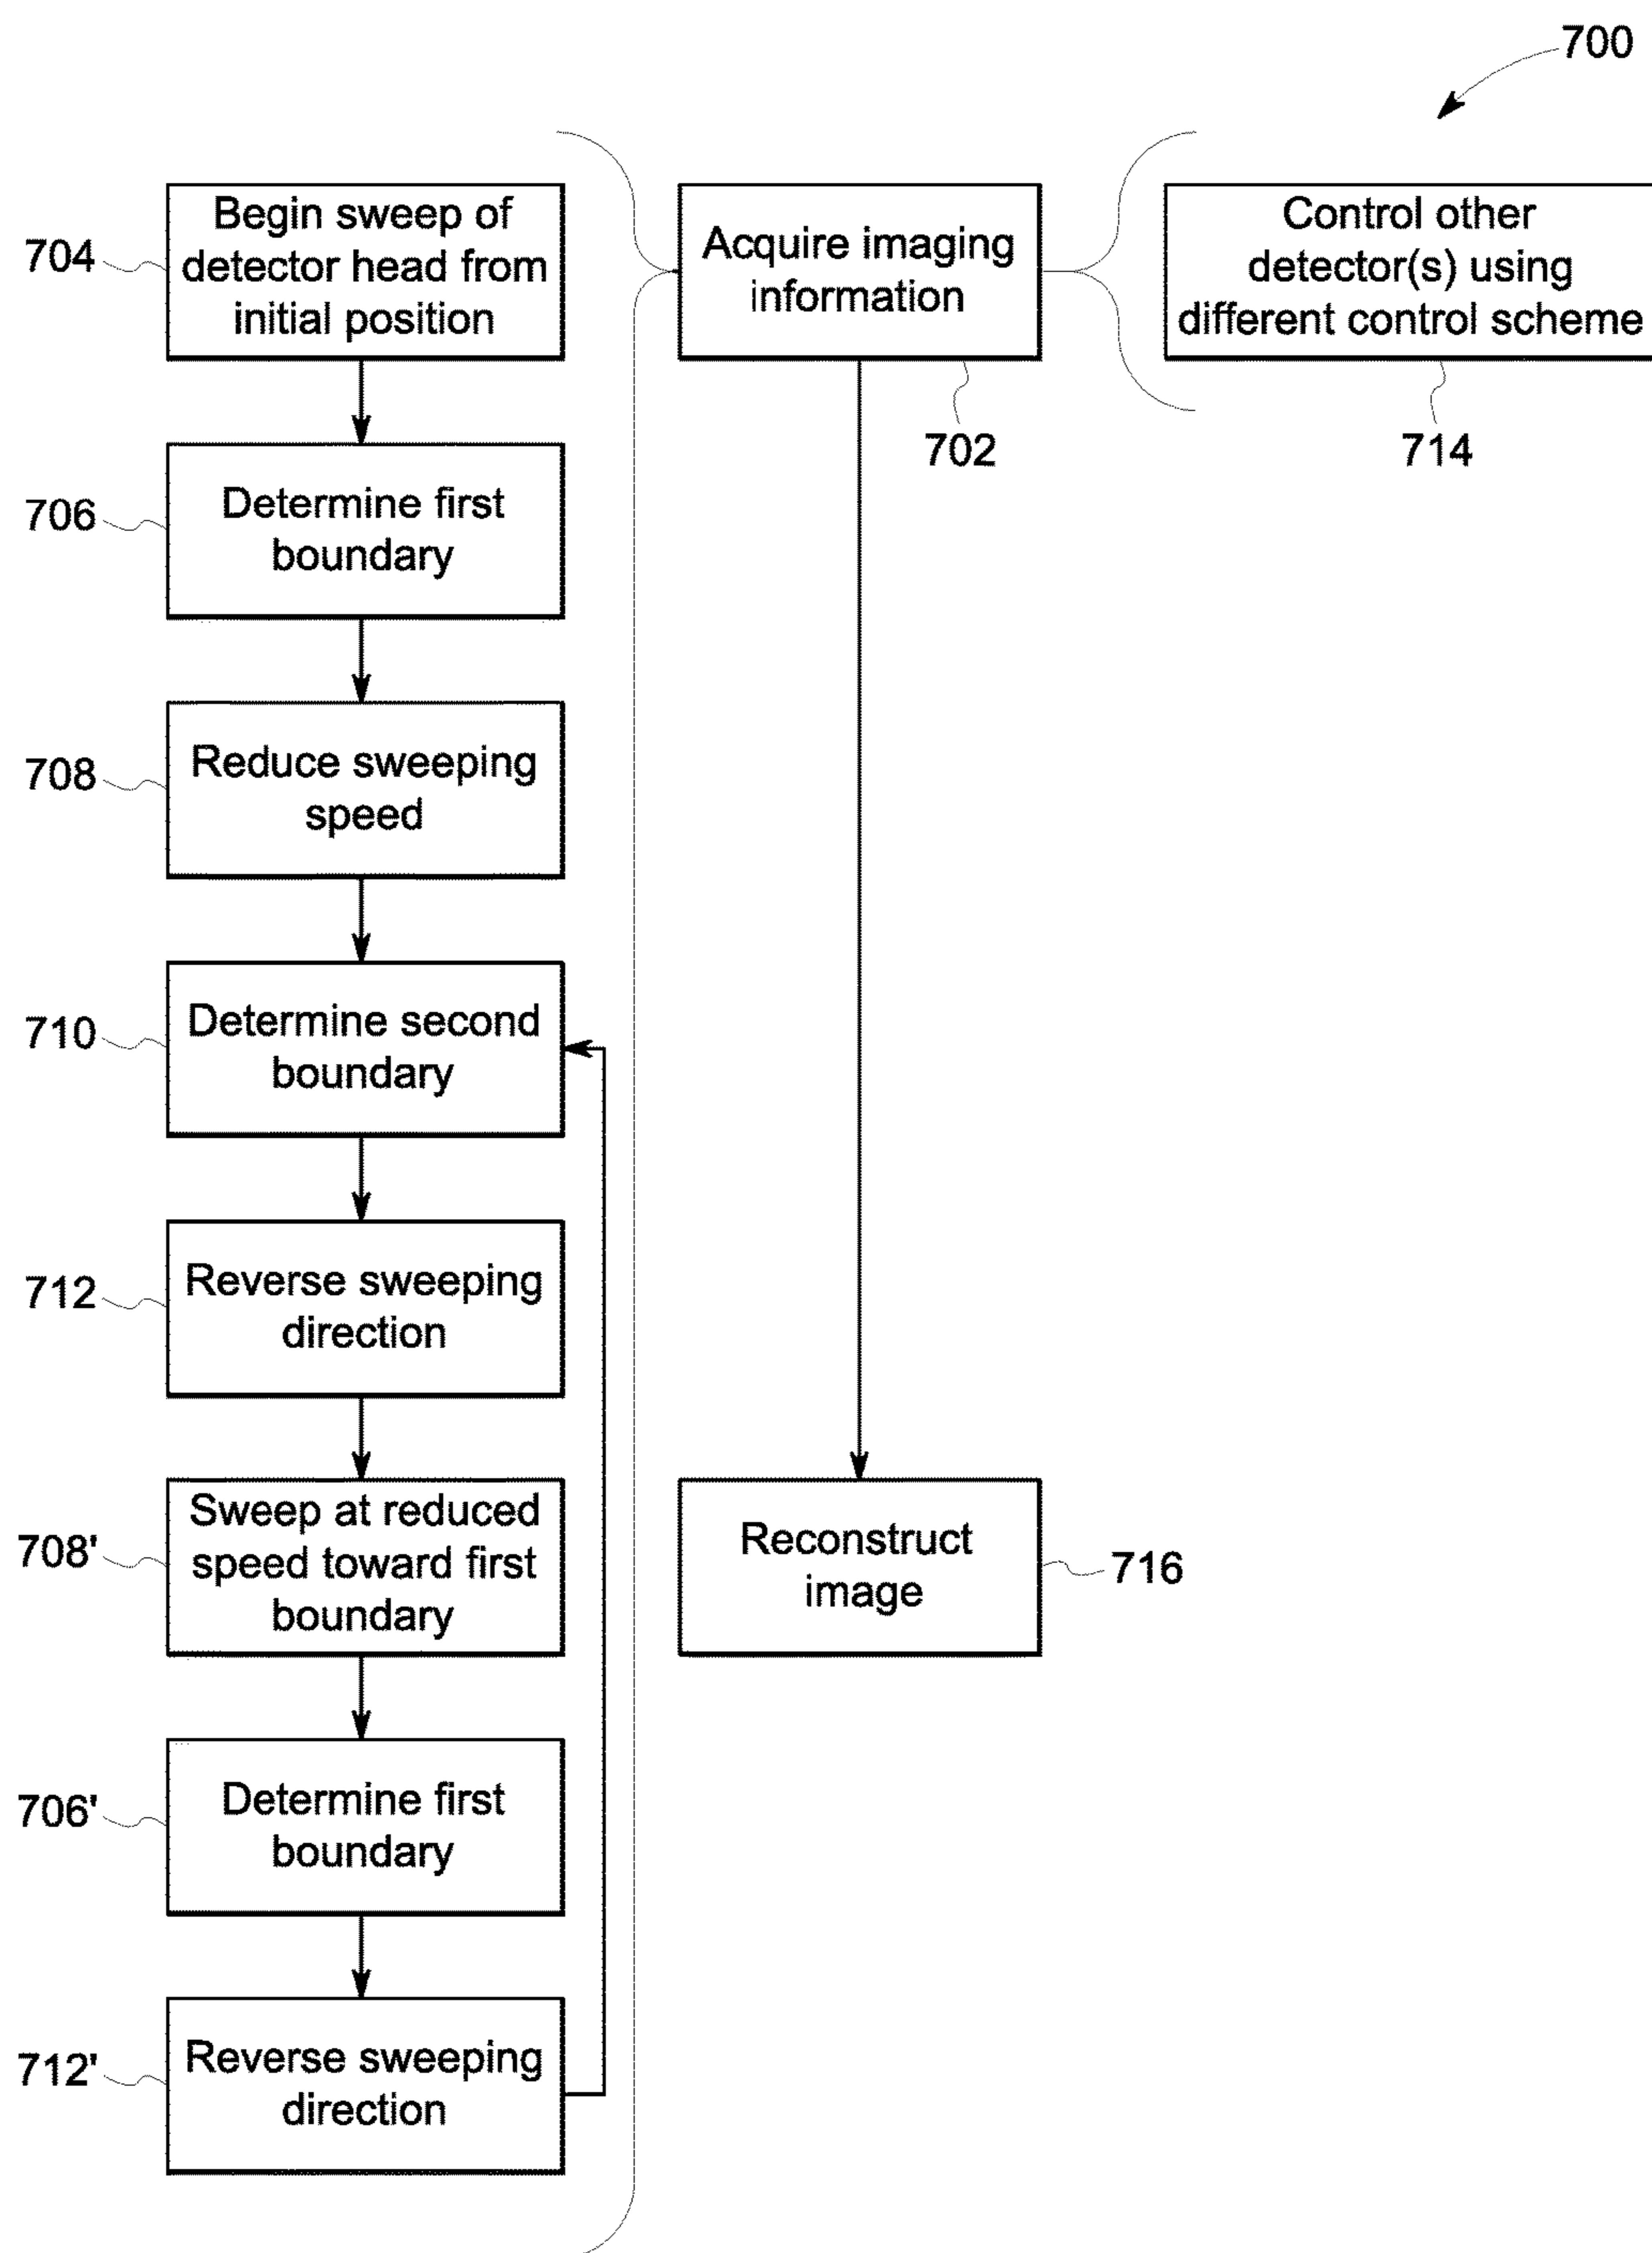 700
704
Begin sweep of
detector head from
initial position
Acquire imaging
information
702
Control other
detector(s) using
different control scheme
714
706
Determine first
boundary
708
Reduce sweeping
speed
710
Determine second
boundary
712
Reverse sweeping
direction
708'
Sweep at reduced
speed toward first
boundary
Reconstruct
image
716
706'
Determine first
boundary
712'
Reverse sweeping
direction